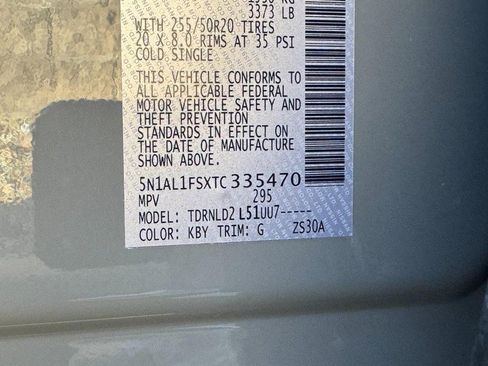 3373 LB
WITH 255/50R20 TIRES
20 X 8.0 RIMS AT 35 PSI
COLD SINGLE
THIS VEHICLE CONFORMS TO
ALL APPLICABLE FEDERAL
MOTOR VEHICLE SAFETY AND
THEFT PREVENTION
STANDARDS IN EFFECT ON
THE DATE OF MANUFACTURE
SHOWN ABOVE.
5N1AL1FSXTC335470
MPV 295
MODEL: TDRNLD2 L51UU7-----
COLOR: KBY TRIM: G ZS30A